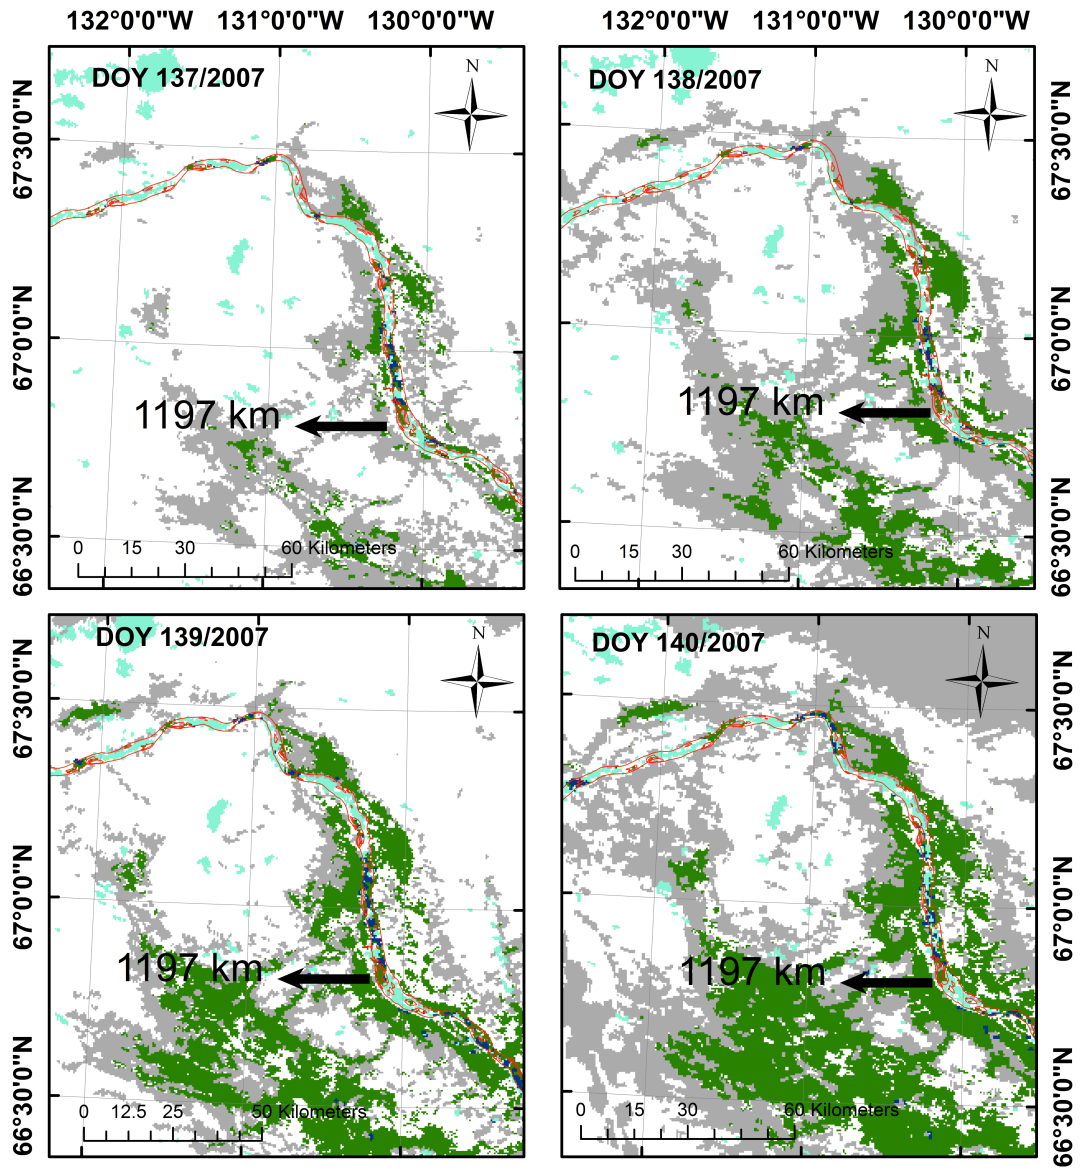 132°0'0"W 131°0'0"W 130°0'0"W 132°0'0"W 131°0'0"W 130°0'0"W
DOY 137/2007
N
67°30'0"N
67°0'0"N
66°30'0"N
1197 km
0 15 30 60 Kilometers
DOY 138/2007
N
67°30'0"N
67°0'0"N
66°30'0"N
1197 km
0 15 30 60 Kilometers
DOY 139/2007
N
67°30'0"N
67°0'0"N
66°30'0"N
1197 km
0 12.5 25 50 Kilometers
DOY 140/2007
N
67°30'0"N
67°0'0"N
66°30'0"N
1197 km
0 15 30 60 Kilometers